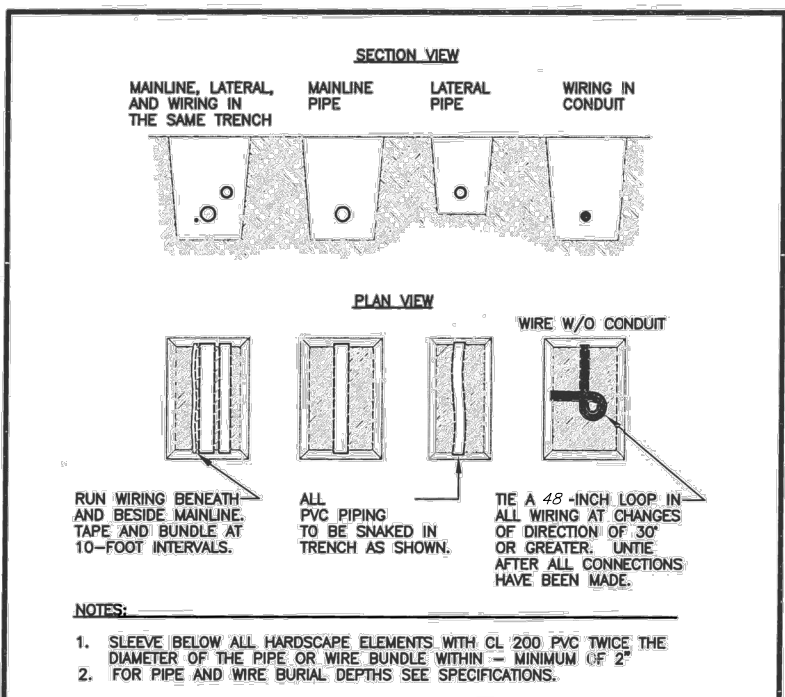 SECTION VIEW
MAINLINE, LATERAL,
AND WIRING IN
THE SAME TRENCH
MAINLINE
PIPE
LATERAL
PIPE
WIRING IN
CONDUIT
PLAN VIEW
WIRE W/O CONDUIT
RUN WIRING BENEATH
AND BESIDE MAINLINE.
TAPE AND BUNDLE AT
10-FOOT INTERVALS.
ALL
PVC PIPING
TO BE SNAKED IN
TRENCH AS SHOWN.
TIE A 48 -INCH LOOP IN
ALL WIRING AT CHANGES
OF DIRECTION OF 30°
OR GREATER. UNTIE
AFTER ALL CONNECTIONS
HAVE BEEN MADE.
NOTES:
1. SLEEVE BELOW ALL HARDSCAPE ELEMENTS WITH CL 200 PVC TWICE THE
DIAMETER OF THE PIPE OR WIRE BUNDLE WITHIN - MINIMUM OF 2"
2. FOR PIPE AND WIRE BURIAL DEPTHS SEE SPECIFICATIONS.